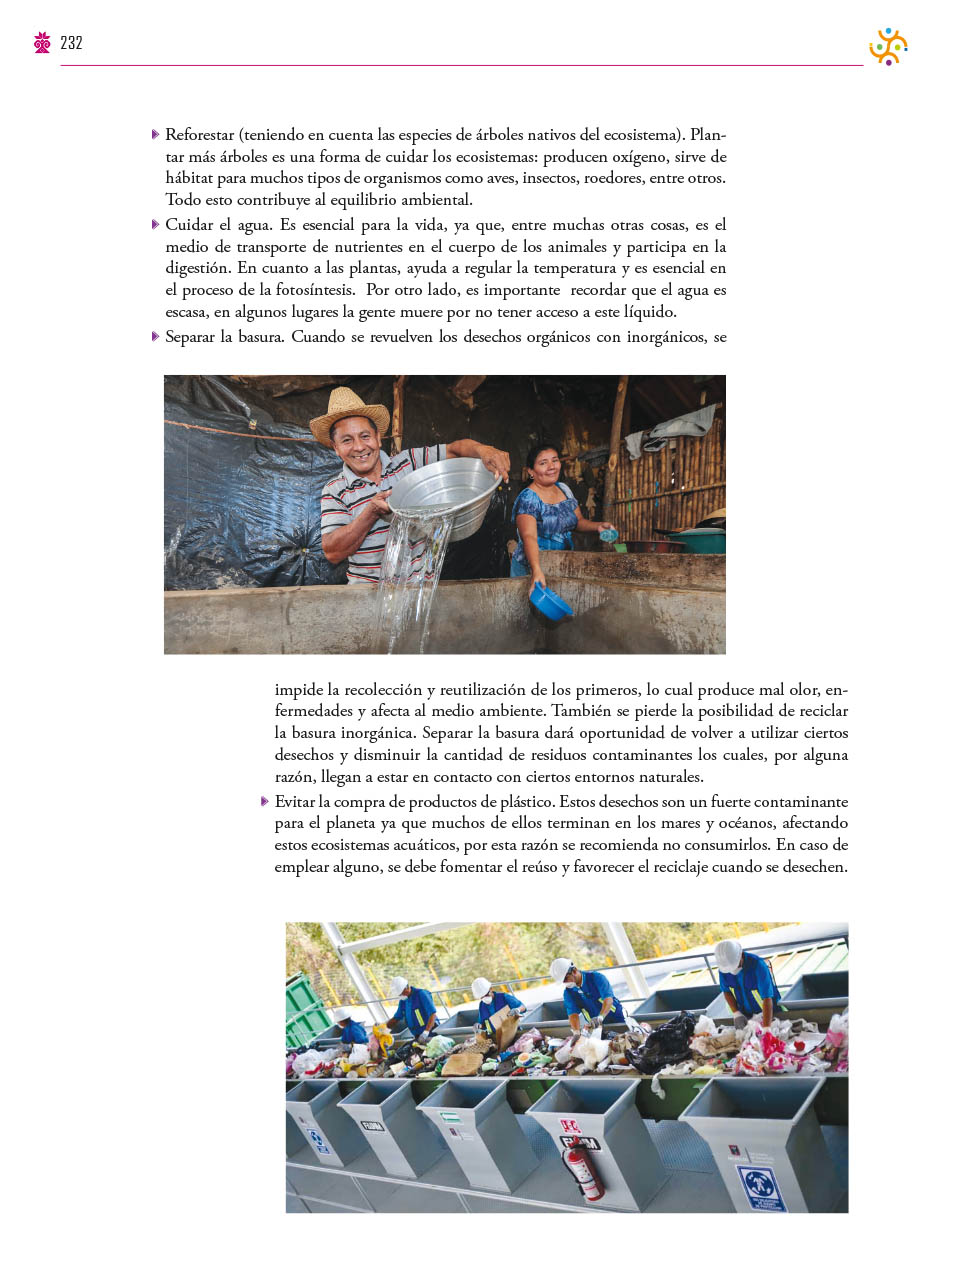 232
Reforestar (teniendo en cuenta las especies de árboles nativos del ecosistema). Plan-
tar más árboles es una forma de cuidar los ecosistemas: producen oxígeno, sirve de
hábitat para muchos tipos de organismos como aves, insectos, roedores, entre otros.
Todo esto contribuye al equilibrio ambiental.
Cuidar el agua. Es esencial para la vida, ya que, entre muchas otras cosas, es el
medio de transporte de nutrientes en el cuerpo de los animales y participa en la
digestión. En cuanto a las plantas, ayuda a regular la temperatura y es esencial en
el proceso de la fotosíntesis. Por otro lado, es importante recordar que el agua es
escasa, en algunos lugares la gente muere por no tener acceso a este líquido.
Separar la basura. Cuando se revuelven los desechos orgánicos con inorgánicos, se
impide la recolección y reutilización de los primeros, lo cual produce mal olor, en-
fermedades y afecta al medio ambiente. También se pierde la posibilidad de reciclar
la basura inorgánica. Separar la basura dará oportunidad de volver a utilizar ciertos
desechos y disminuir la cantidad de residuos contaminantes los cuales, por alguna
razón, llegan a estar en contacto con ciertos entornos naturales.
Evitar la compra de productos de plástico. Estos desechos son un fuerte contaminante
para el planeta ya que muchos de ellos terminan en los mares y océanos, afectando
estos ecosistemas acuáticos, por esta razón se recomienda no consumirlos. En caso de
emplear alguno, se debe fomentar el reúso y favorecer el reciclaje cuando se desechen.